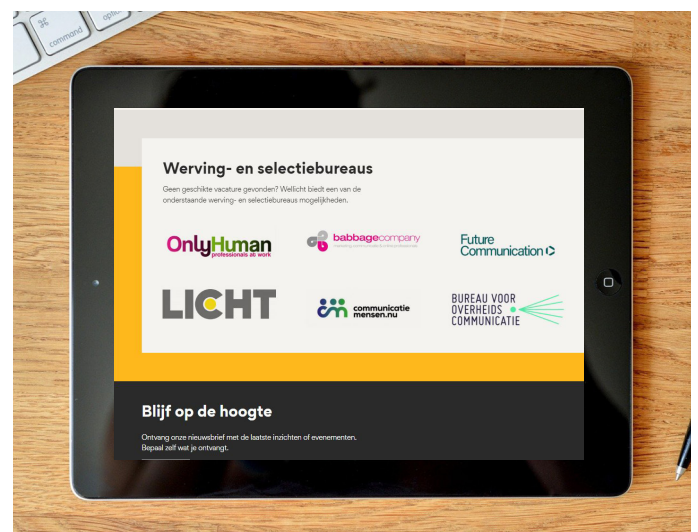 ⌘
command
option
Werving- en selectiebureaus
Geen geschikte vacature gevonden? Wellicht biedt een van de
onderstaande werving- en selectiebureaus mogelijkheden.
OnlyHuman
professionals at work
babbagecompany
Future
Communication
LICHT
communicatie
mensen.nu
BUREAU VOOR
OVERHEIDS
COMMUNICATIE
Blijf op de hoogte
Ontvang onze nieuwsbrief met de laatste inzichten of evenementen.
Bepaal zelf wat je ontvangt.